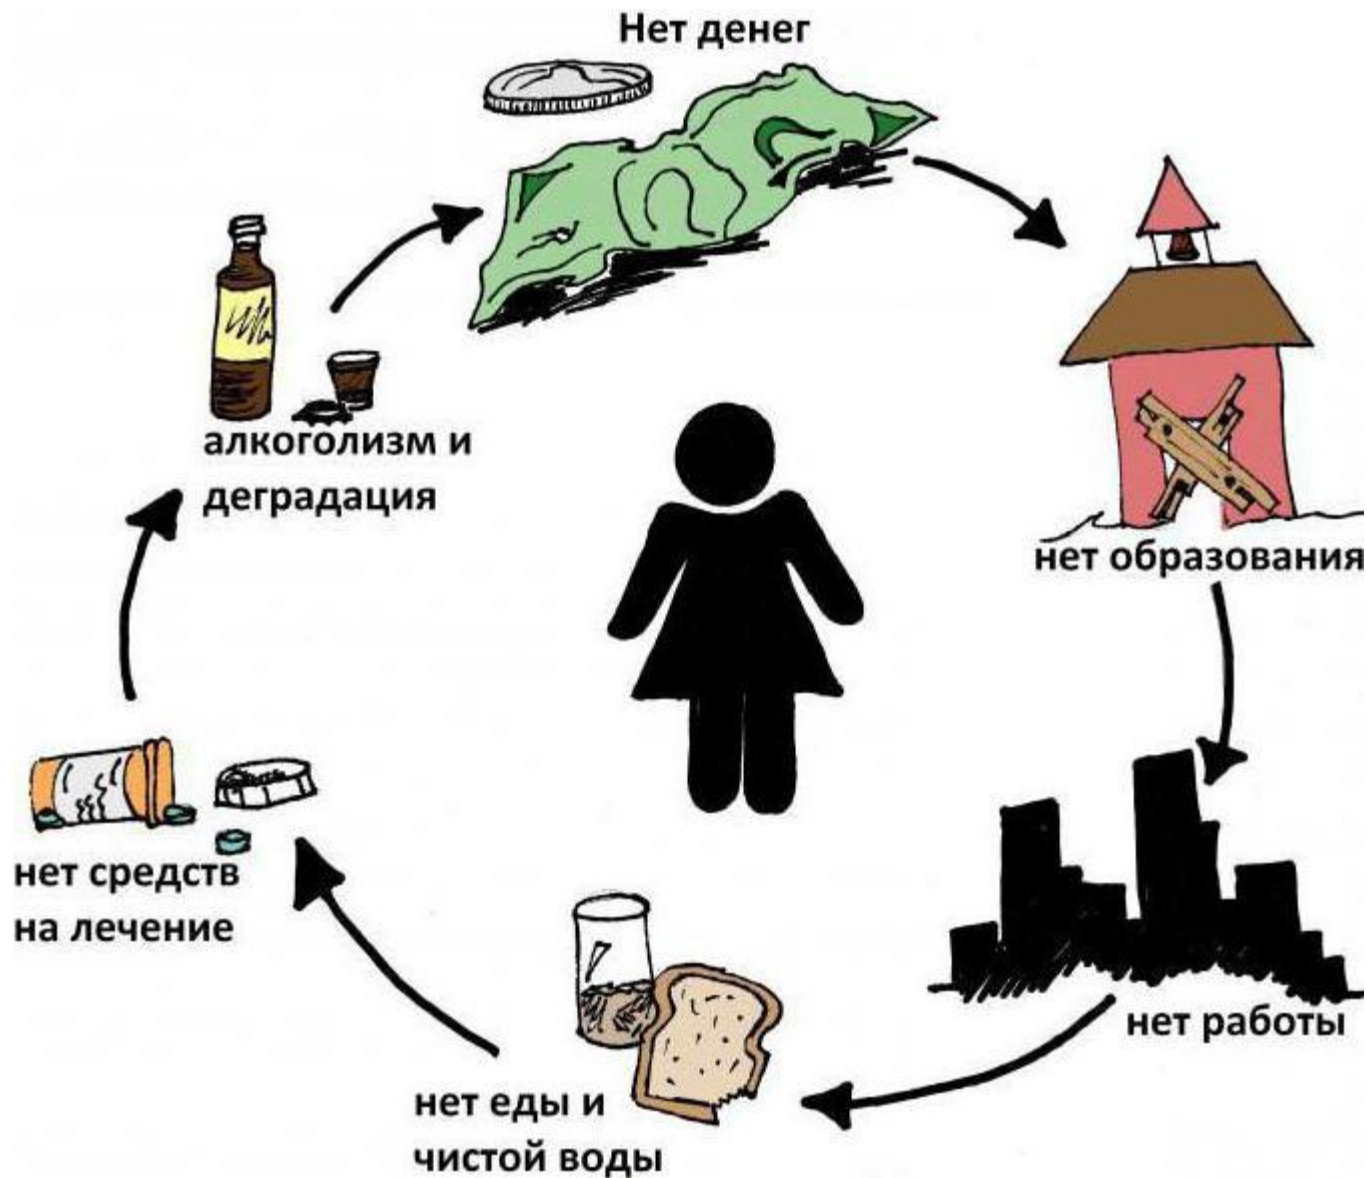 Нет денег
нет образования
нет работы
нет еды и
чистой воды
нет средств
на лечение
алкоголизм и
деградация